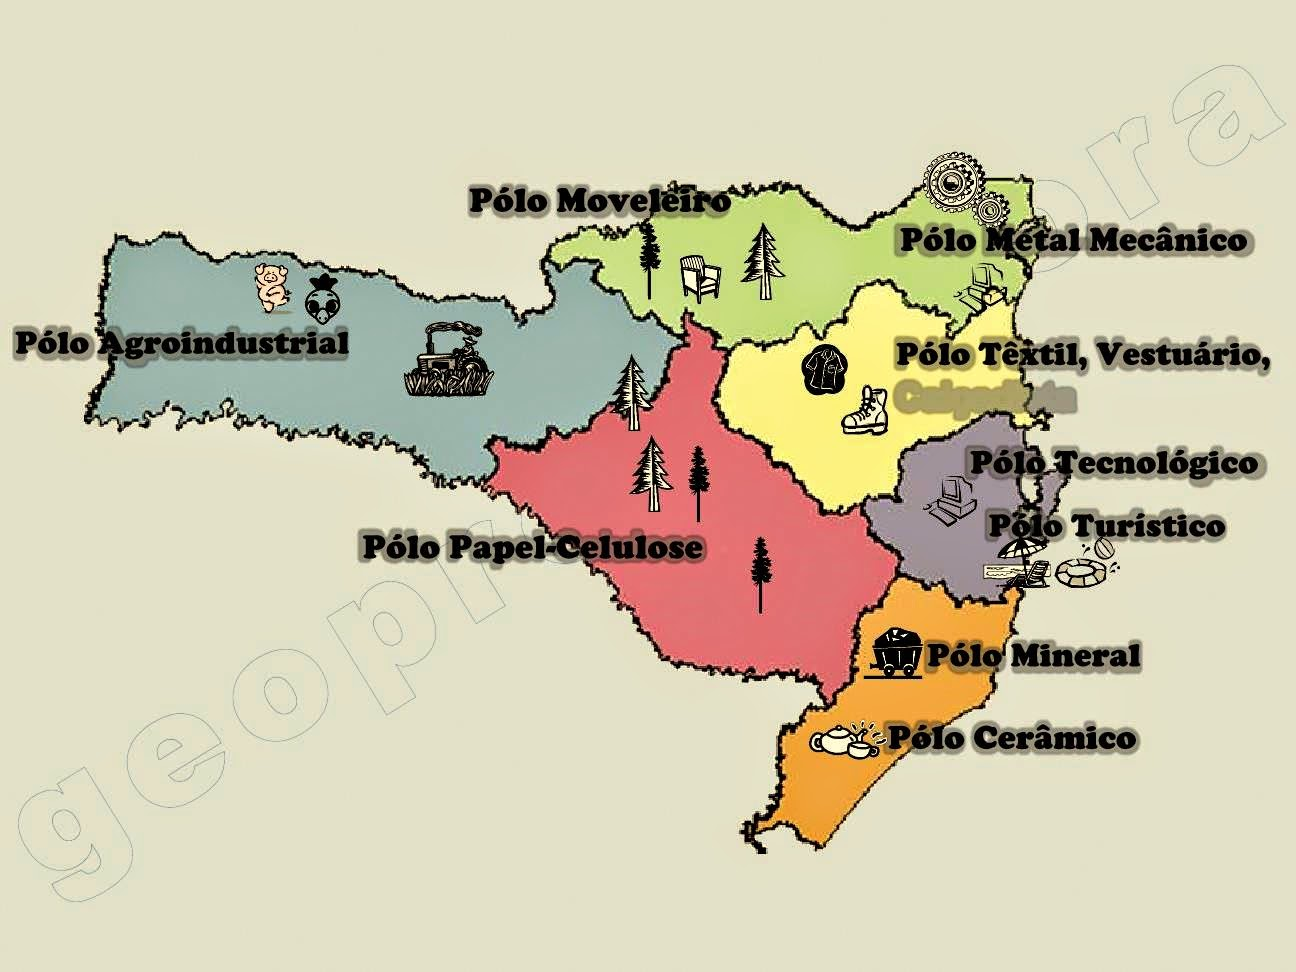 Pólo Moveleiro
Pólo Metal Mecânico
Pólo Agroindustrial
Pólo Têxtil, Vestuário,
Pólo Tecnológico
Pólo Turístico
Pólo Papel-Celulose
Pólo Mineral
Pólo Cerâmico